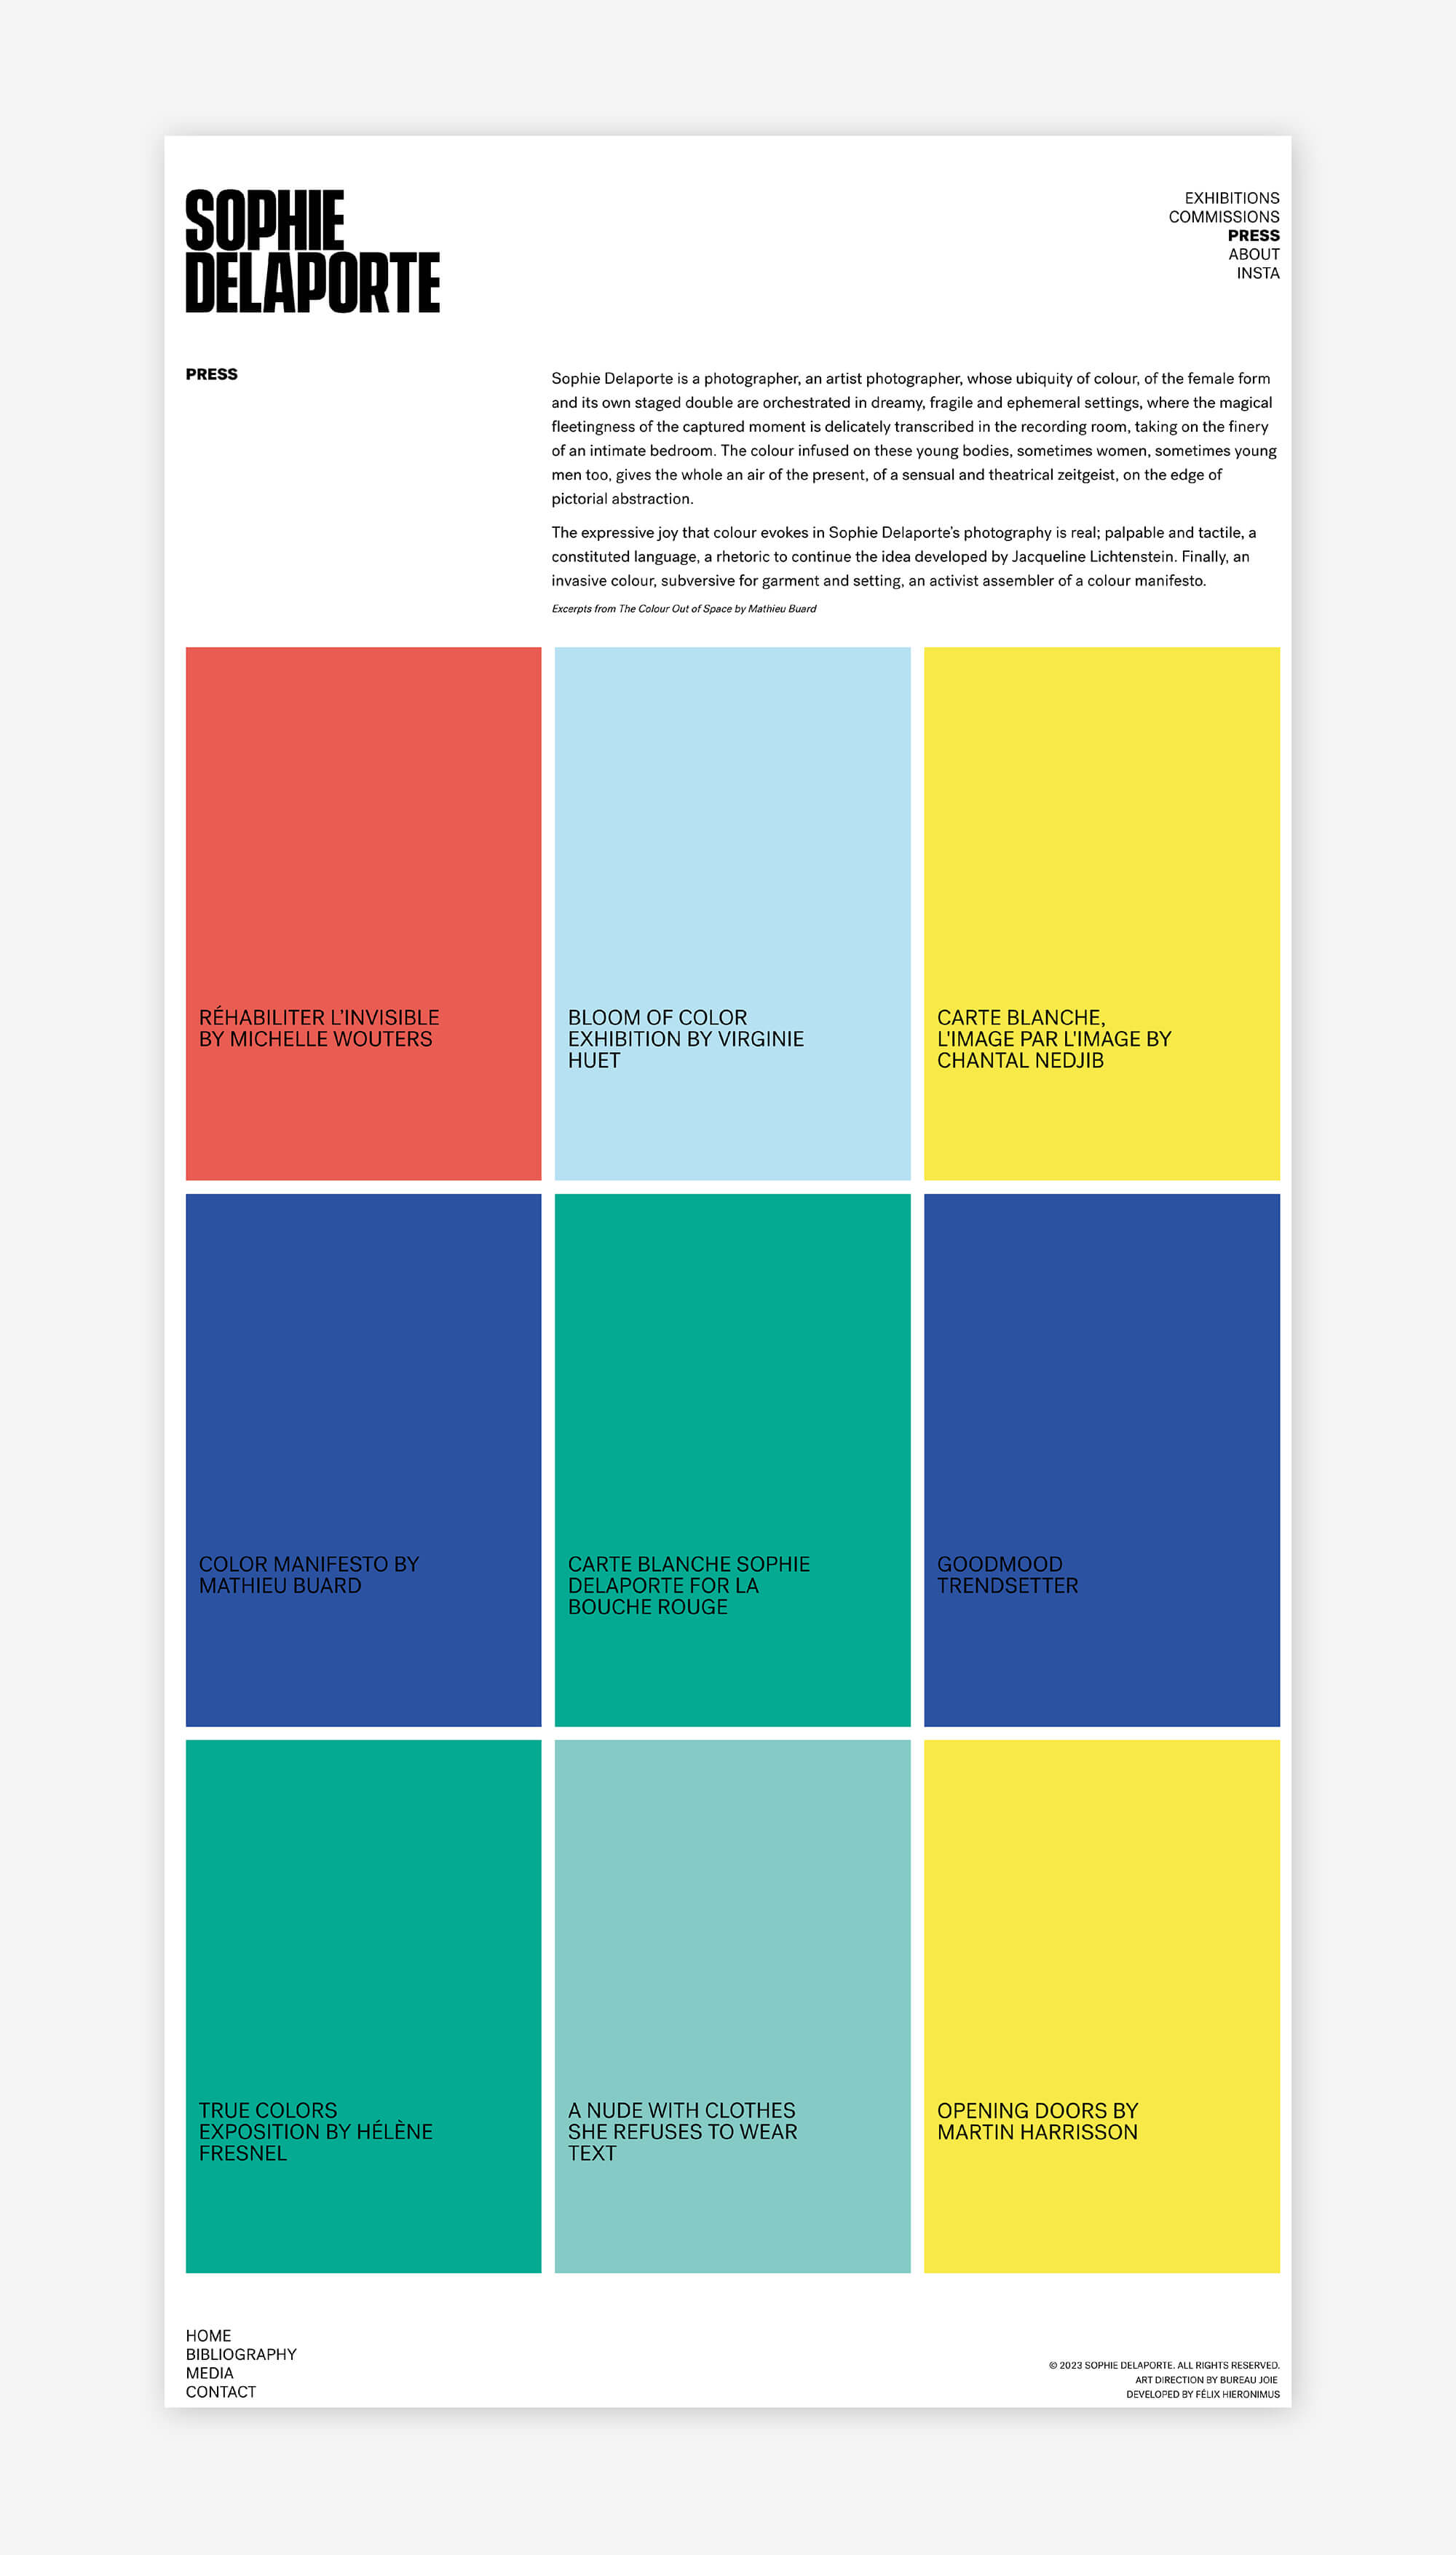 SOPHIE
DELAPORTE
EXHIBITIONS
COMMISSIONS
PRESS
ABOUT
INSTA
PRESS
Sophie Delaporte is a photographer, an artist photographer, whose ubiquity of colour, of the female form
and its own staged double are orchestrated in dreamy, fragile and ephemeral settings, where the magical
fleetingness of the captured moment is delicately transcribed in the recording room, taking on the finery
of an intimate bedroom. The colour infused on these young bodies, sometimes women, sometimes young
men too, gives the whole an air of the present, of a sensual and theatrical zeitgeist, on the edge of
pictorial abstraction.
The expressive joy that colour evokes in Sophie Delaporte's photography is real; palpable and tactile, a
constituted language, a rhetoric to continue the idea developed by Jacqueline Lichtenstein. Finally, an
invasive colour, subversive for garment and setting, an activist assembler of a colour manifesto.
Excerpts from The Colour Out of Space by Mathieu Buard
RÉHABILITER L'INVISIBLE
BY MICHELLE WOUTERS
BLOOM OF COLOR
EXHIBITION BY VIRGINIE
HUET
CARTE BLANCHE,
L'IMAGE PAR L'IMAGE BY
CHANTAL NEDJIB
COLOR MANIFESTO BY
MATHIEU BUARD
CARTE BLANCHE SOPHIE
DELAPORTE FOR LA
BOUCHE ROUGE
GOODMOOD
TRENDSETTER
TRUE COLORS
EXPOSITION BY HÉLÈNE
FRESNEL
A NUDE WITH CLOTHES
SHE REFUSES TO WEAR
TEXT
OPENING DOORS BY
MARTIN HARRISSON
HOME
BIBLIOGRAPHY
MEDIA
CONTACT
© 2023 SOPHIE DELAPORTE. ALL RIGHTS RESERVED.
ART DIRECTION BY BUREAU JOIE
DEVELOPED BY FÉLIX HIERONIMUS